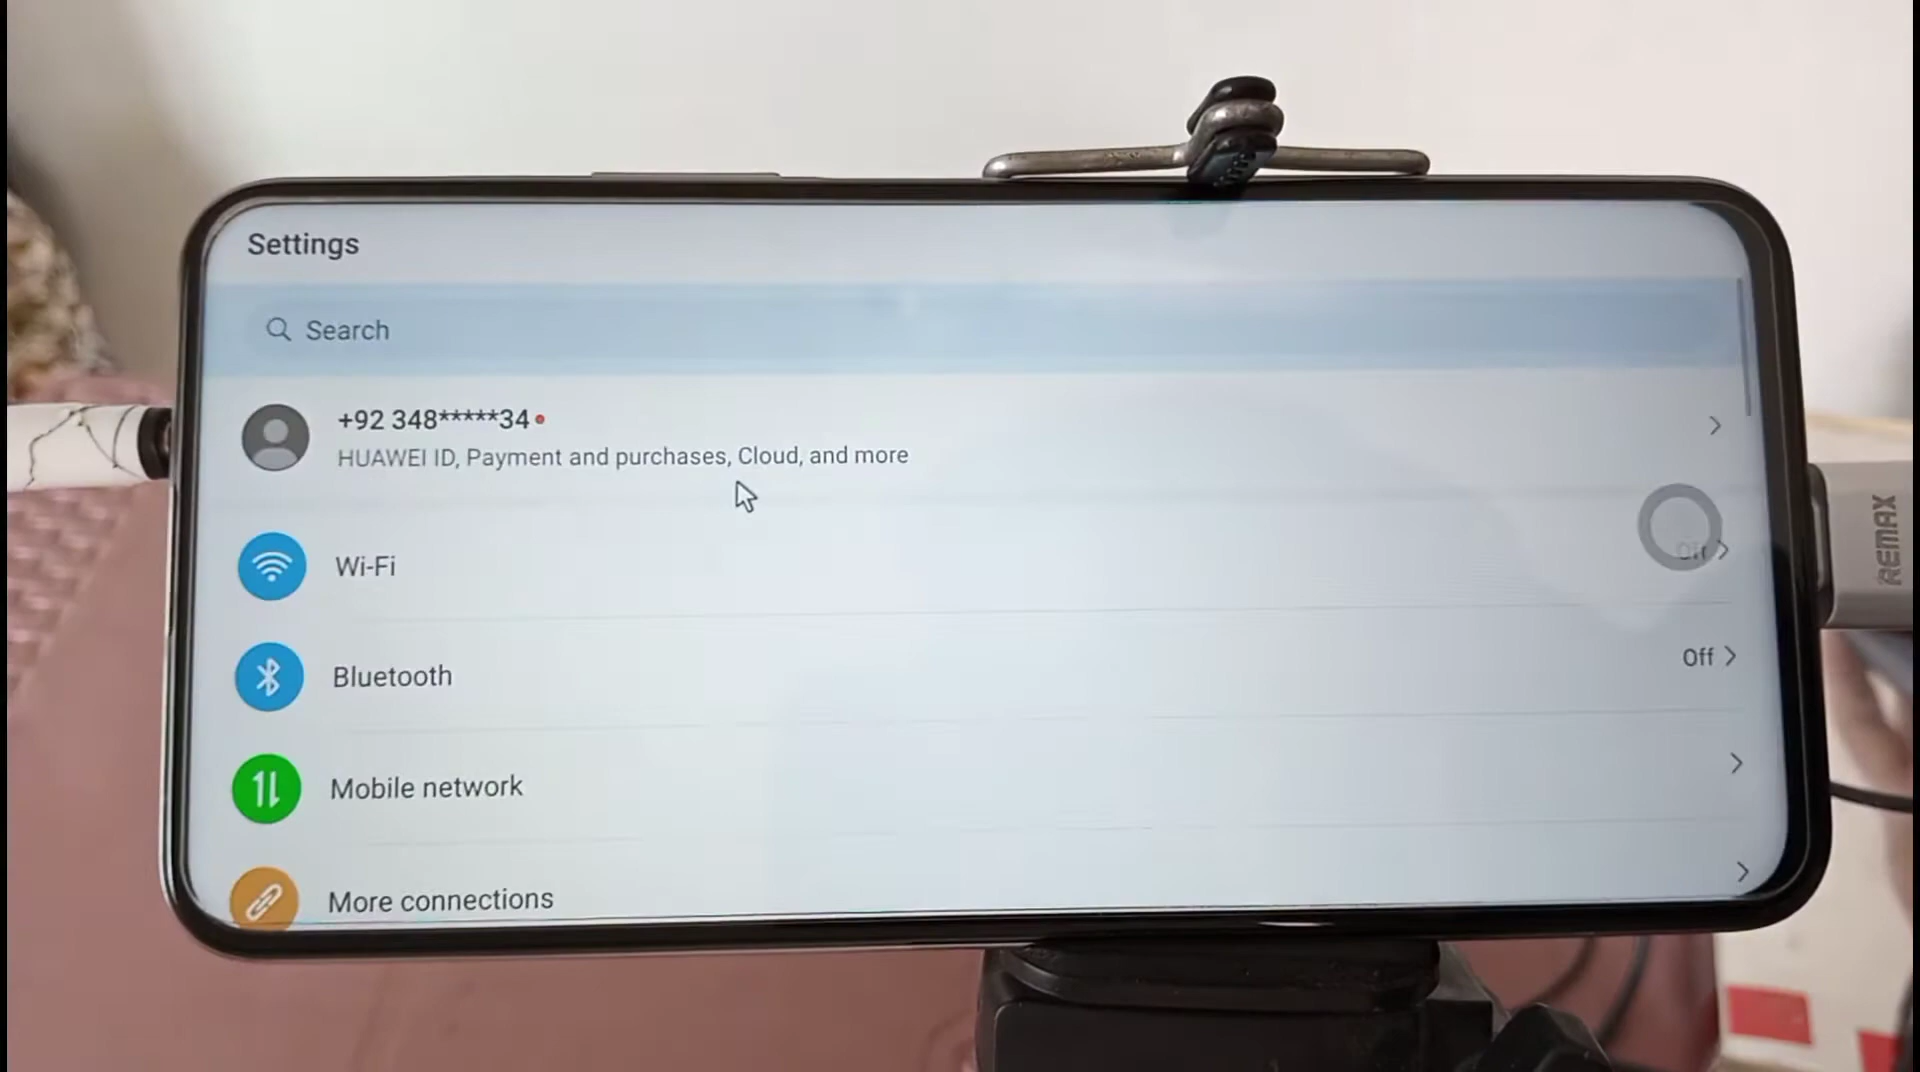 Settings
Search
+92 348*****34
HUAWEI ID, Payment and purchases, Cloud, and more
Wi-Fi
Off
Bluetooth
Off
Mobile network
More connections
REMAX